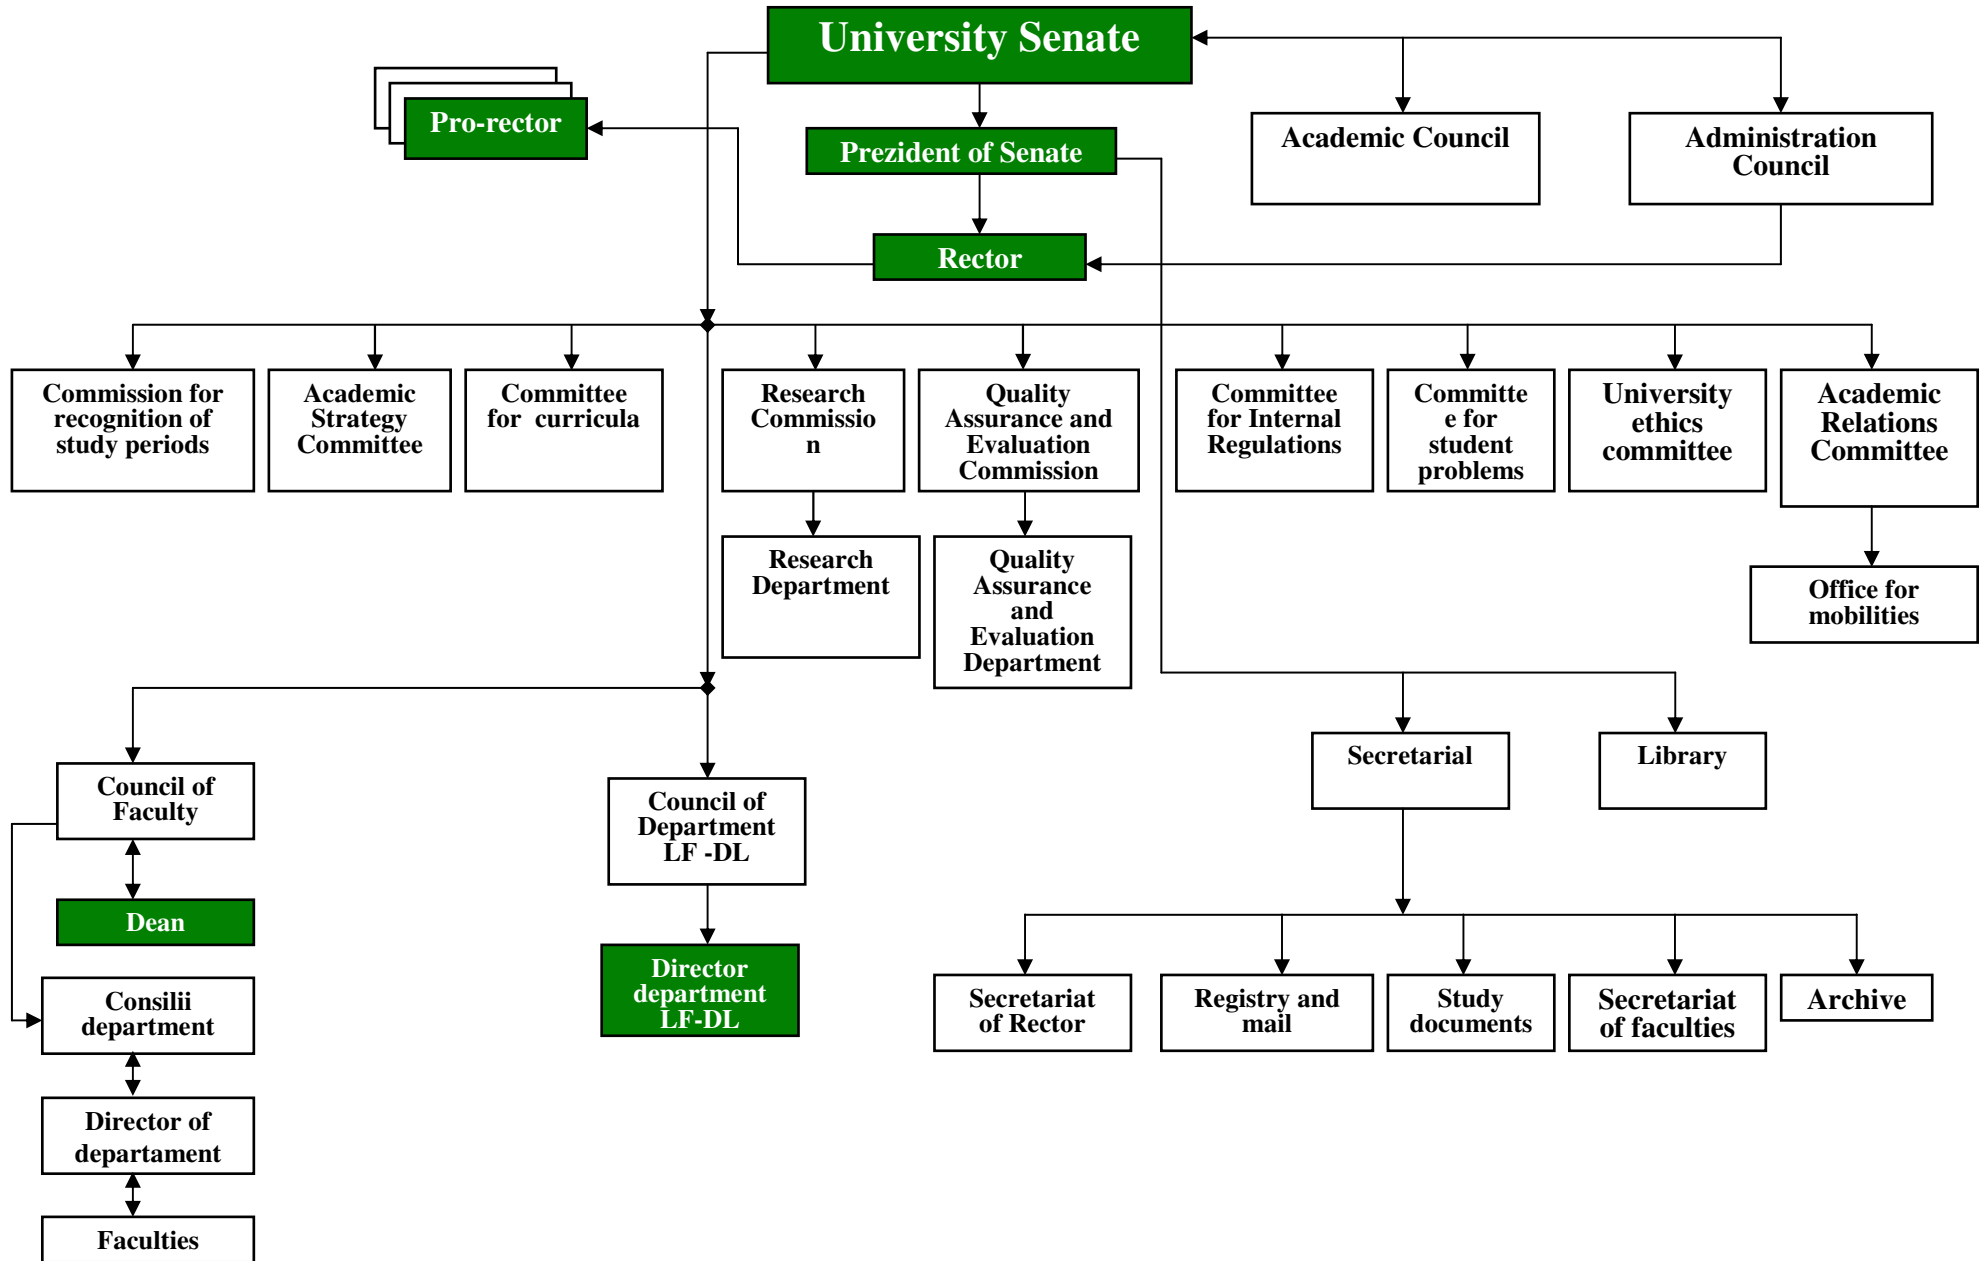 University Senate
Pro-rector
Prezident of Senate
Academic Council
Administration
Council
Rector
Commission for
recognition of
study periods
Academic
Strategy
Committee
Committee
for curricula
Research
Commissio
n
Quality
Assurance and
Evaluation
Commission
Committee
for Internal
Regulations
Committe
e for
student
problems
University
ethics
committee
Academic
Relations
Committee
Research
Department
Quality
Assurance
and
Evaluation
Department
Office for
mobilities
Secretarial
Library
Council of
Faculty
Council of
Department
LF -DL
Dean
Director
department
LF-DL
Secretariat
of Rector
Registry and
mail
Study
documents
Secretariat
of faculties
Archive
Consilii
department
Director of
departament
Faculties